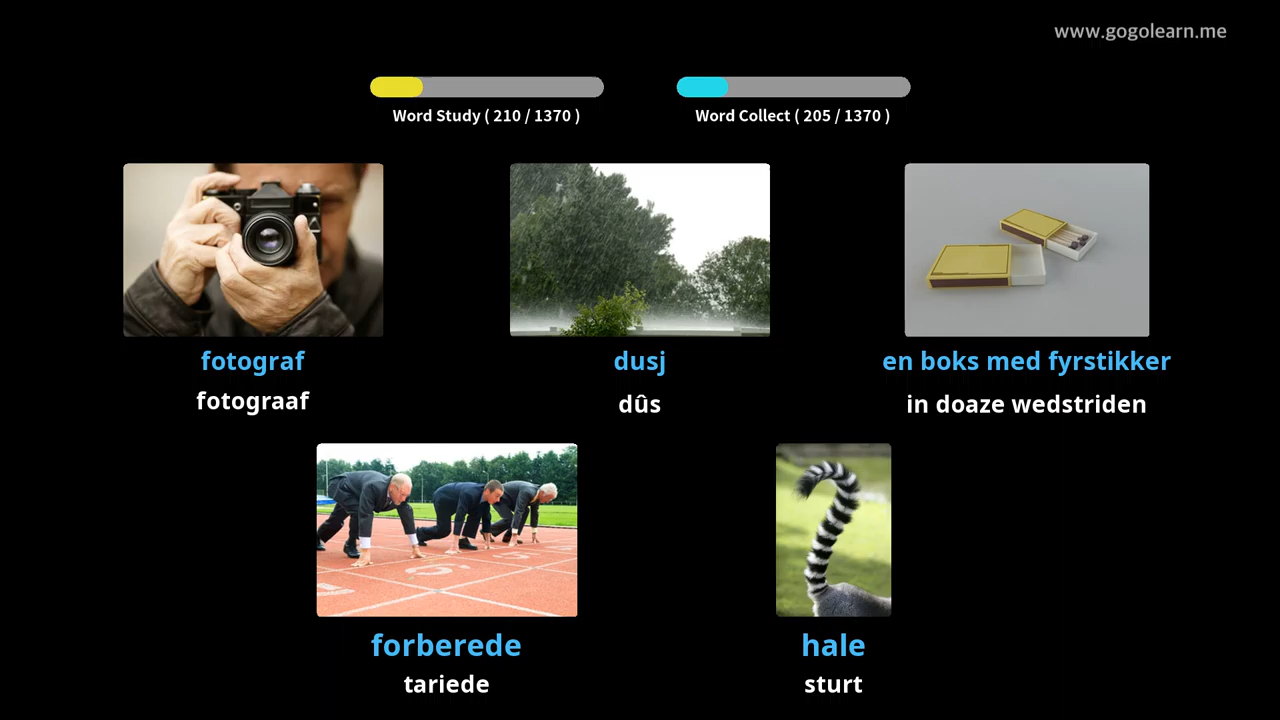 www.gogolearn.me
Word Study ( 210 / 1370 )
Word Collect ( 205 / 1370 )
fotograf
fotograaf
dusj
dûs
en boks med fyrstikker
in doaze wedstriden
forberede
tariede
hale
sturt